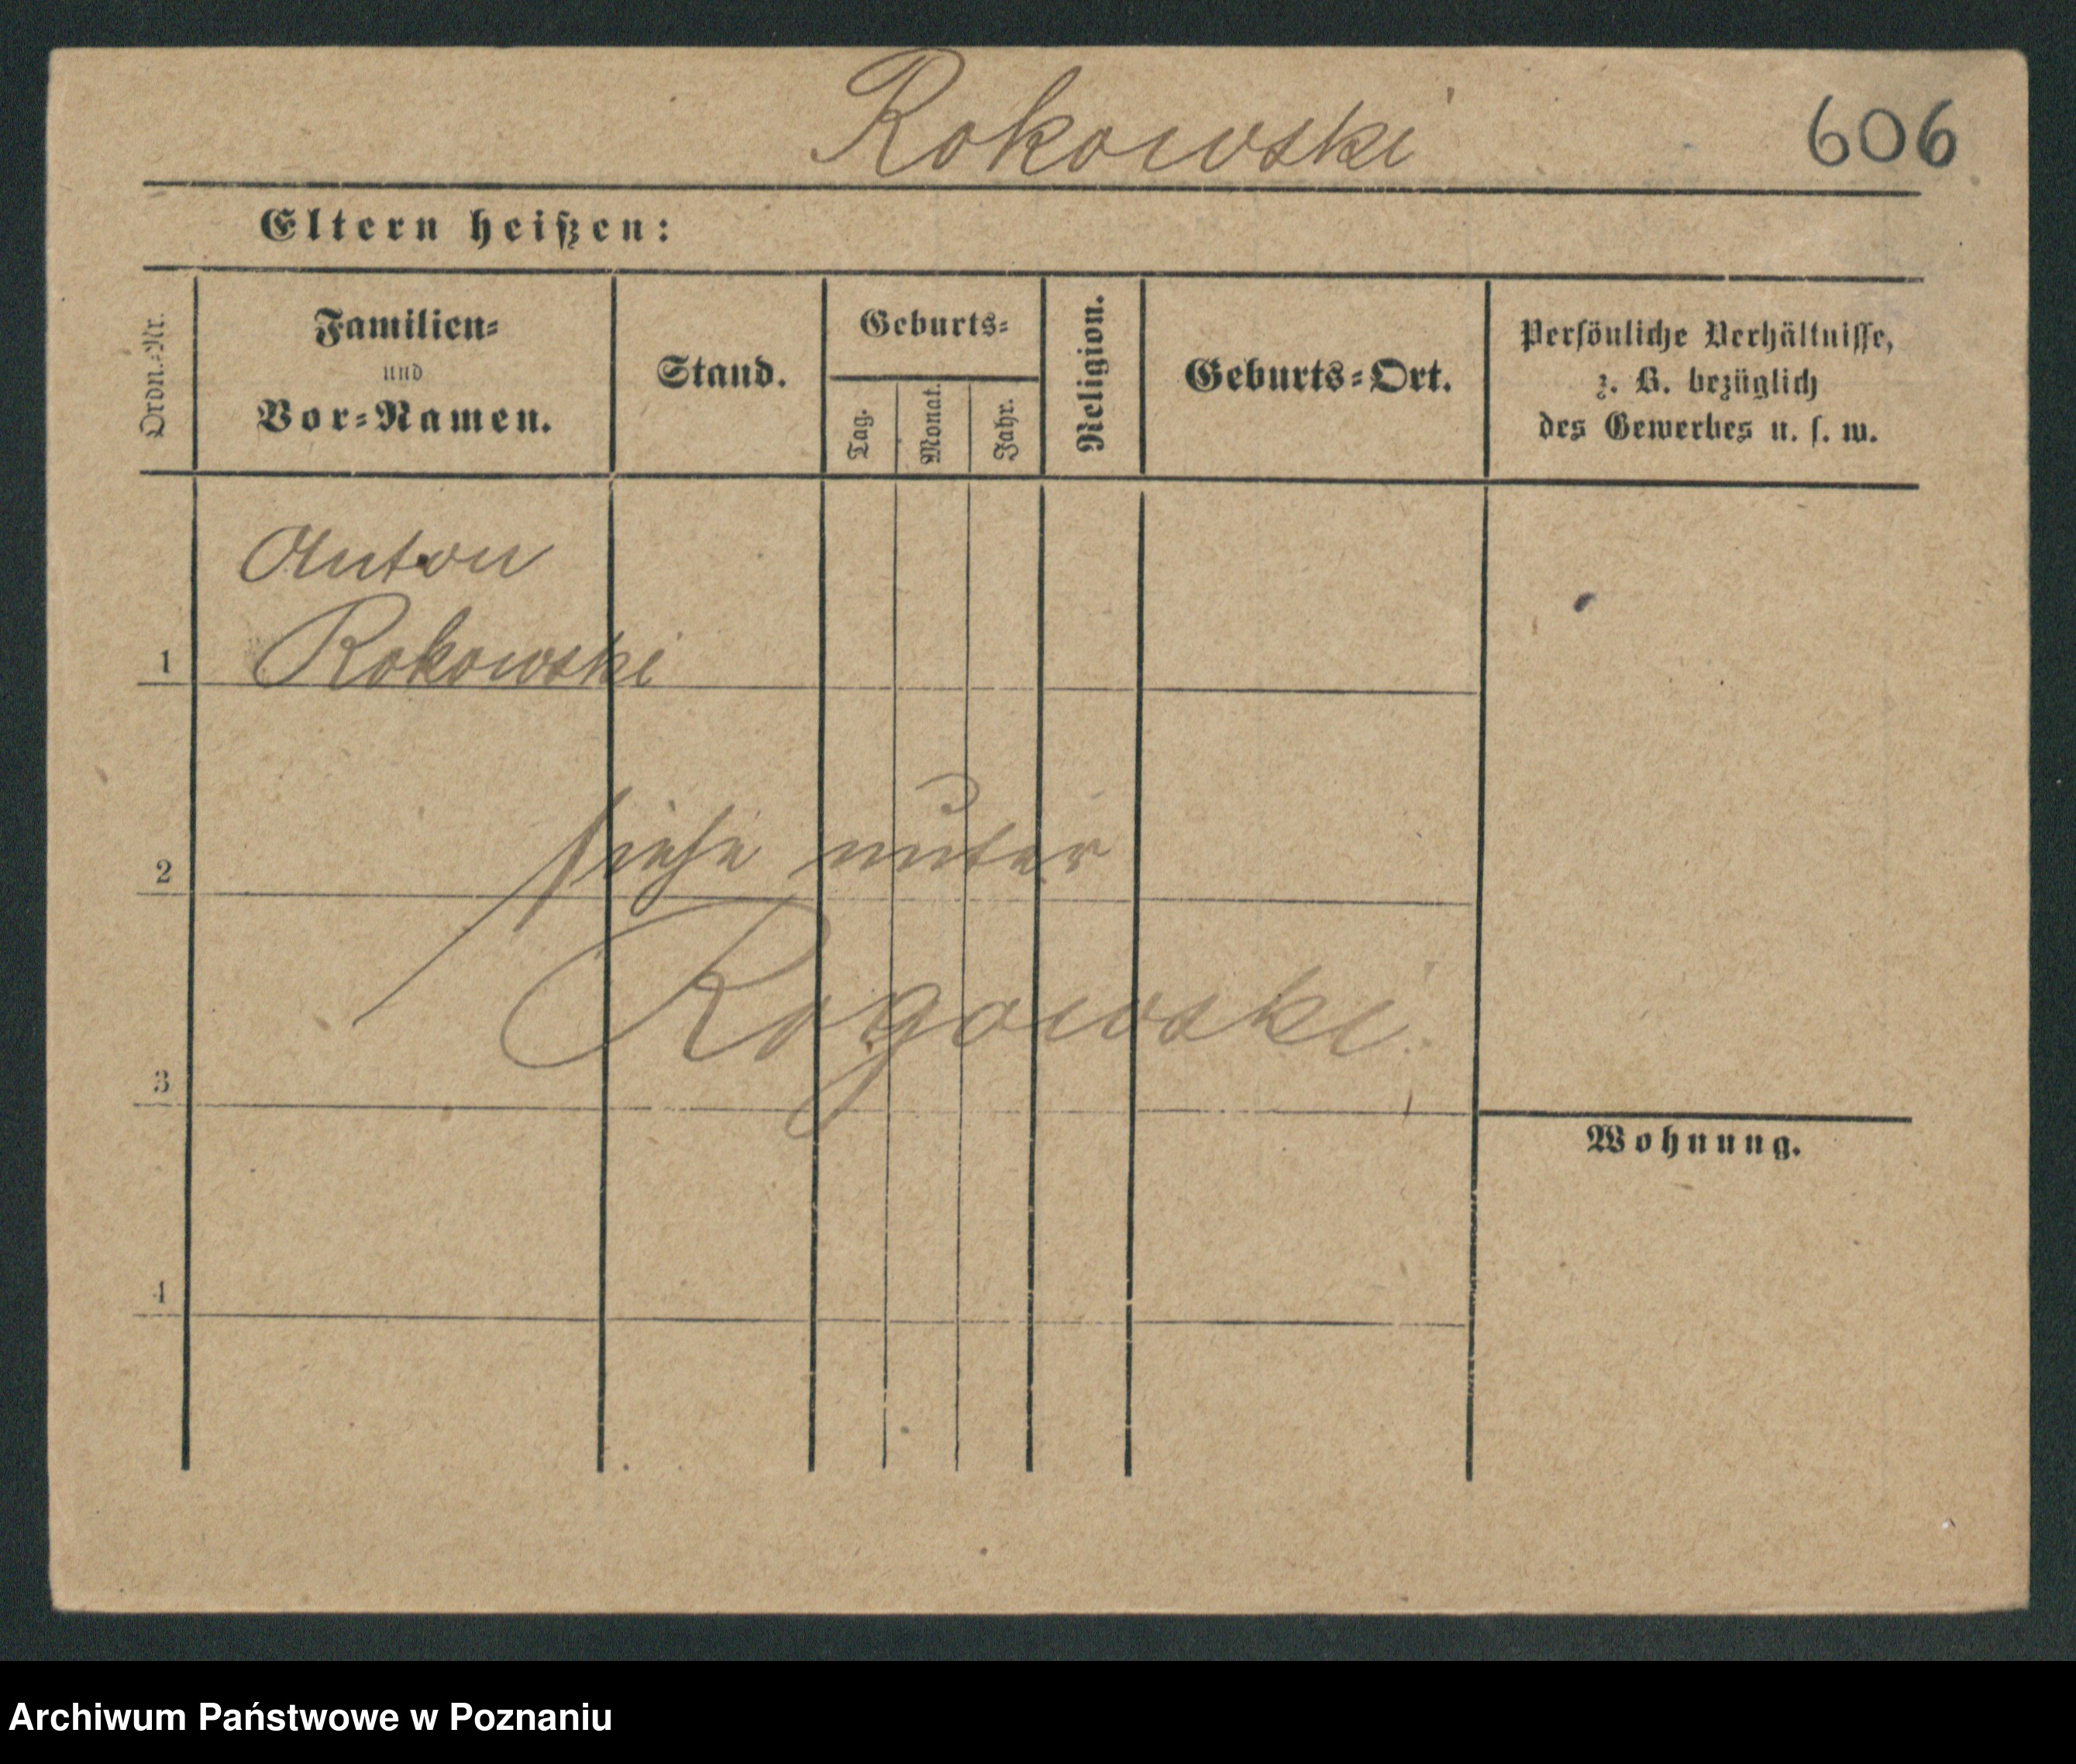 Rokowski
606
Eltern heißen:
Ordn.-Nr.
Familien-
und
Vor-Namen.
Stand.
Geburts-
Tag.
Monat.
Jahr.
Religion.
Geburts-Ort.
Persönliche Verhältnisse,
z. B. bezüglich
des Gewerbes u. s. w.
Anton
Rokowski
1
siehe unter
2
Rogowski.
3
Wohnung.
4
Archiwum Państwowe w Poznaniu